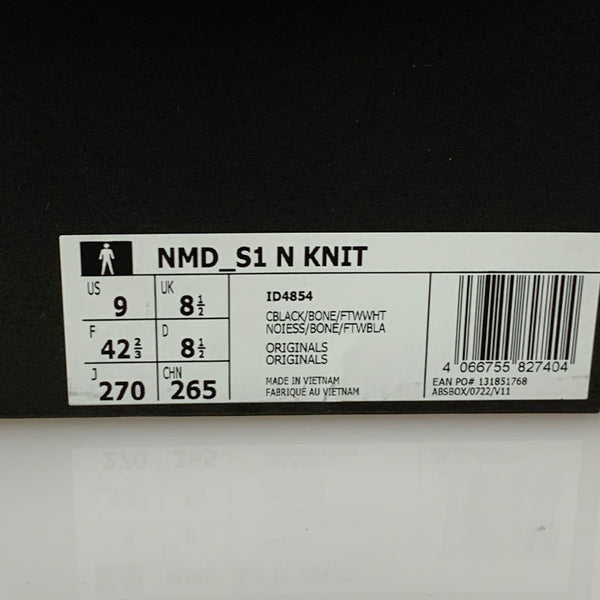 NMD_S1 N KNIT
US 9 UK 8½
F 42⅔ D 8½
J 270 CHN 265
ID4854
CBLACK/BONE/FTWWHT
NOIESS/BONE/FTWBLA
ORIGINALS
ORIGINALS
MADE IN VIETNAM
FABRIQUÉ AU VIETNAM
4 066755 827404
EAN PO# 131851768
ABSBOX/0722/V11